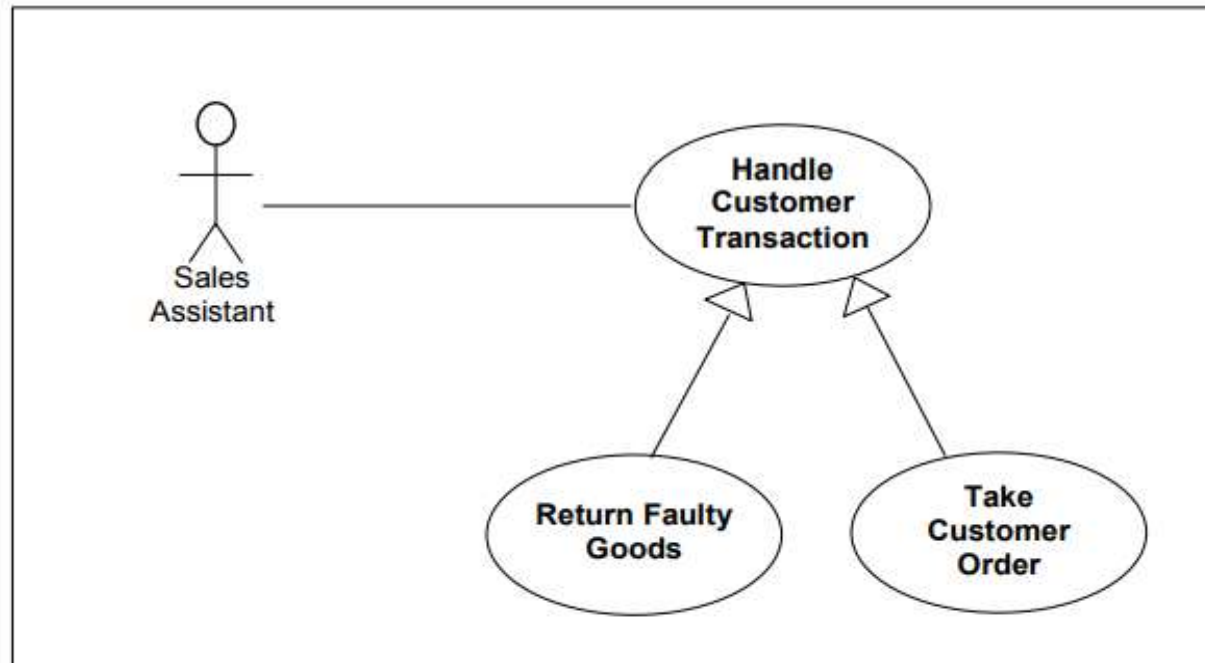 Handle
Customer
Transaction
Sales
Assistant
Return Faulty
Goods
Take
Customer
Order